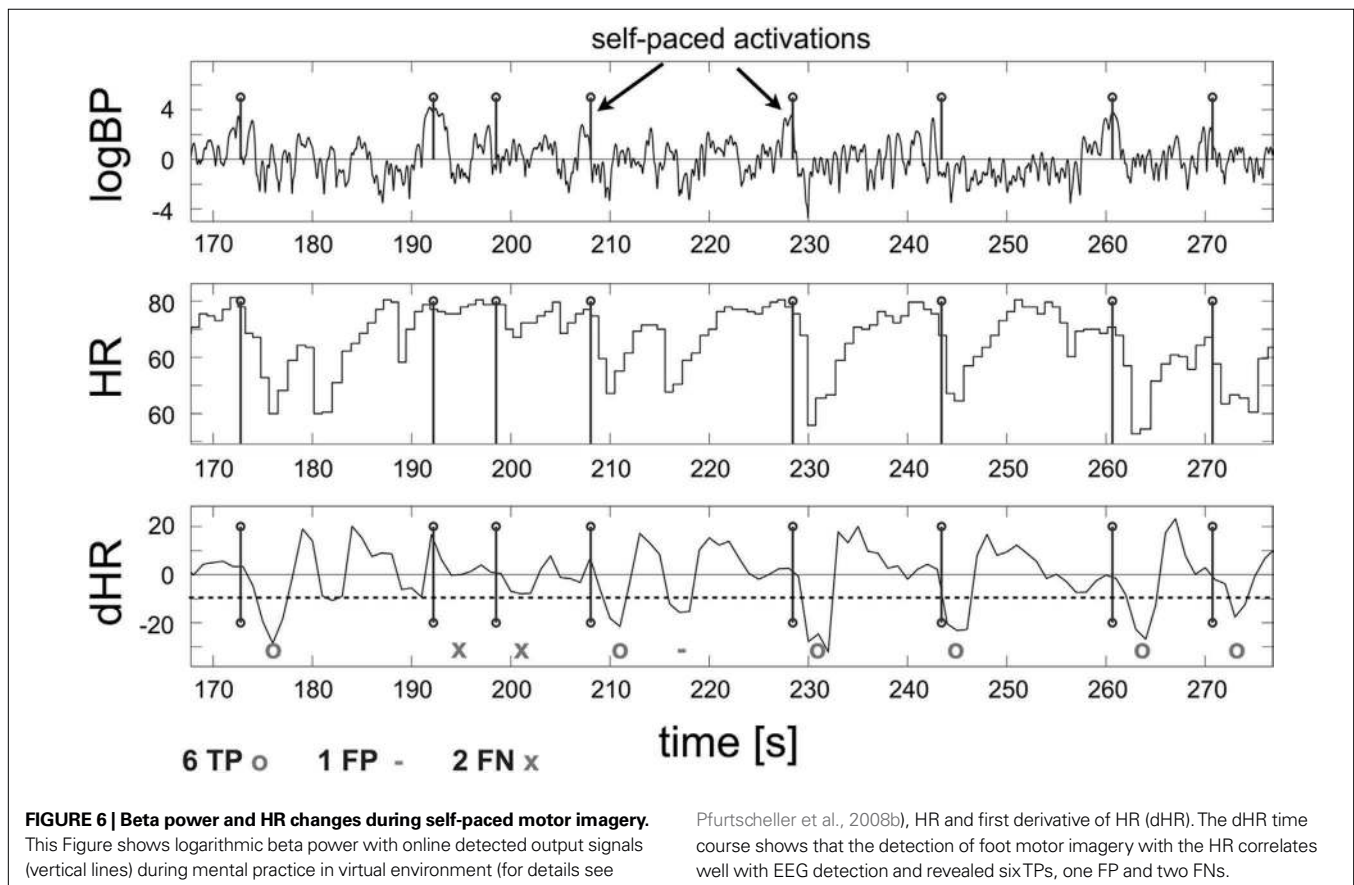 self-paced activations
logBP
4
0
-4
170 180 190 200 210 220 230 240 250 260 270
HR
80
60
60
170 180 190 200 210 220 230 240 250 260 270
dHR
20
0
-20
o x x o - o o o o
170 180 190 200 210 220 230 240 250 260 270
time [s]
6 TP o 1 FP - 2 FN x
FIGURE 6 | Beta power and HR changes during self-paced motor imagery.
This Figure shows logarithmic beta power with online detected output signals
(vertical lines) during mental practice in virtual environment (for details see
Pfurtscheller et al., 2008b), HR and first derivative of HR (dHR). The dHR time
course shows that the detection of foot motor imagery with the HR correlates
well with EEG detection and revealed six TPs, one FP and two FNs.